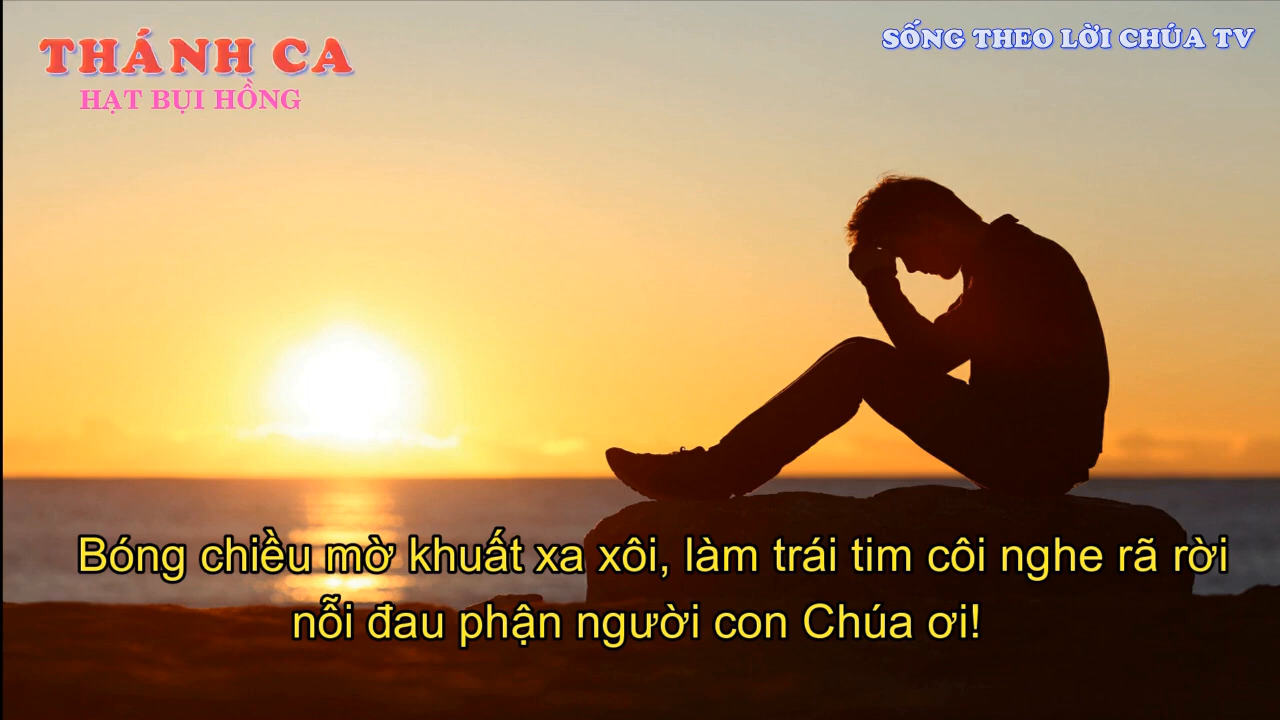 THÁNH CA
HẠT BỤI HỒNG
SỐNG THEO LỜI CHÚA TV
Bóng chiều mờ khuất xa xôi, làm trái tim côi nghe rã rời
nỗi đau phận người con Chúa ơi!